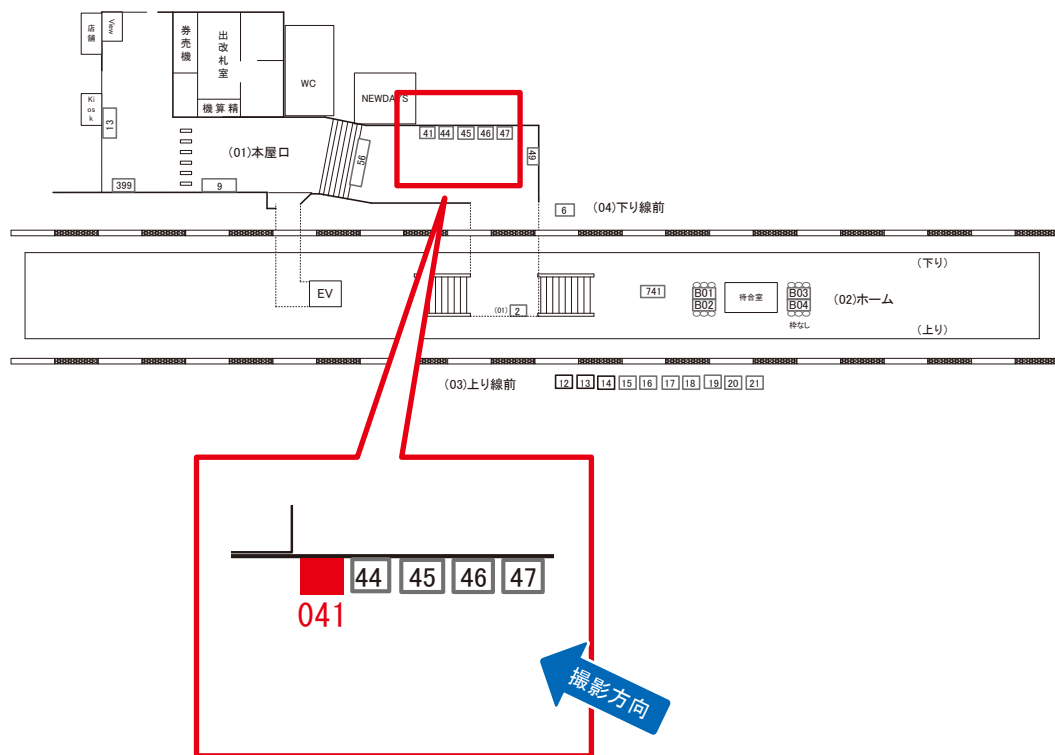 店舗
View
券売機
出改札室
WC
NEWDAYS
Kiosk
13
精算機
(01)本屋口
56
41 44 45 46 47
49
399
9
6
(04)下り線前
(下り)
EV
741
B01
B02
待合室
B03
B04
(02)ホーム
(01) 2
枠なし
(上り)
(03)上り線前
12 13 14 15 16 17 18 19 20 21
44 45 46 47
041
撮影方向